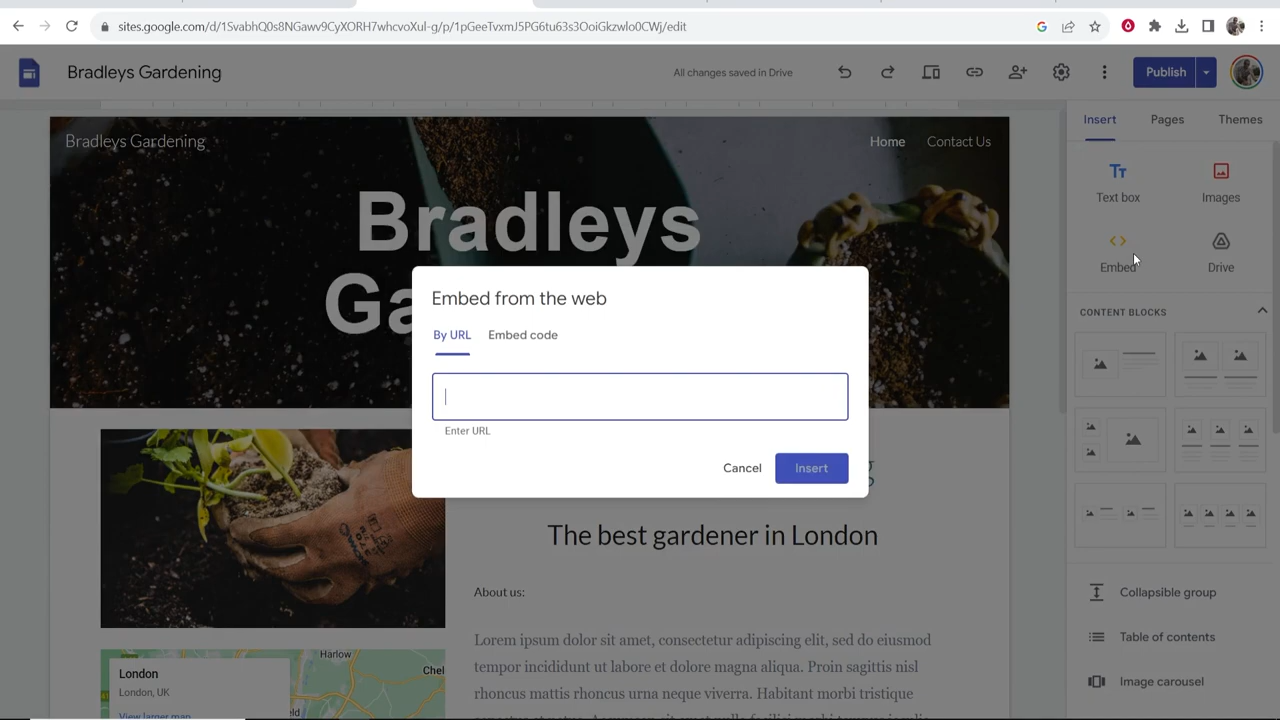 sites.google.com/d/1SvabhQ0s8NGawv9CyXORH7whcvoXuI-g/p/1pGeeTvxmJ5PG6tu63s3OoiGkzwlo0CWj/edit
Bradleys Gardening
All changes saved in Drive
Publish
Insert
Pages
Themes
Bradleys Gardening
Home
Contact Us
Bradleys
Ga
Text box
Images
Embed
Drive
Embed from the web
By URL
Embed code
Enter URL
Cancel
Insert
CONTENT BLOCKS
g
The best gardener in London
About us:
Lorem ipsum dolor sit amet, consectetur adipiscing elit, sed do eiusmod
tempor incididunt ut labore et dolore magna aliqua. Proin sagittis nisl
rhoncus mattis rhoncus urna neque viverra. Habitant morbi tristique
London
London, UK
View larger map
Harlow
Chel
Collapsible group
Table of contents
Image carousel